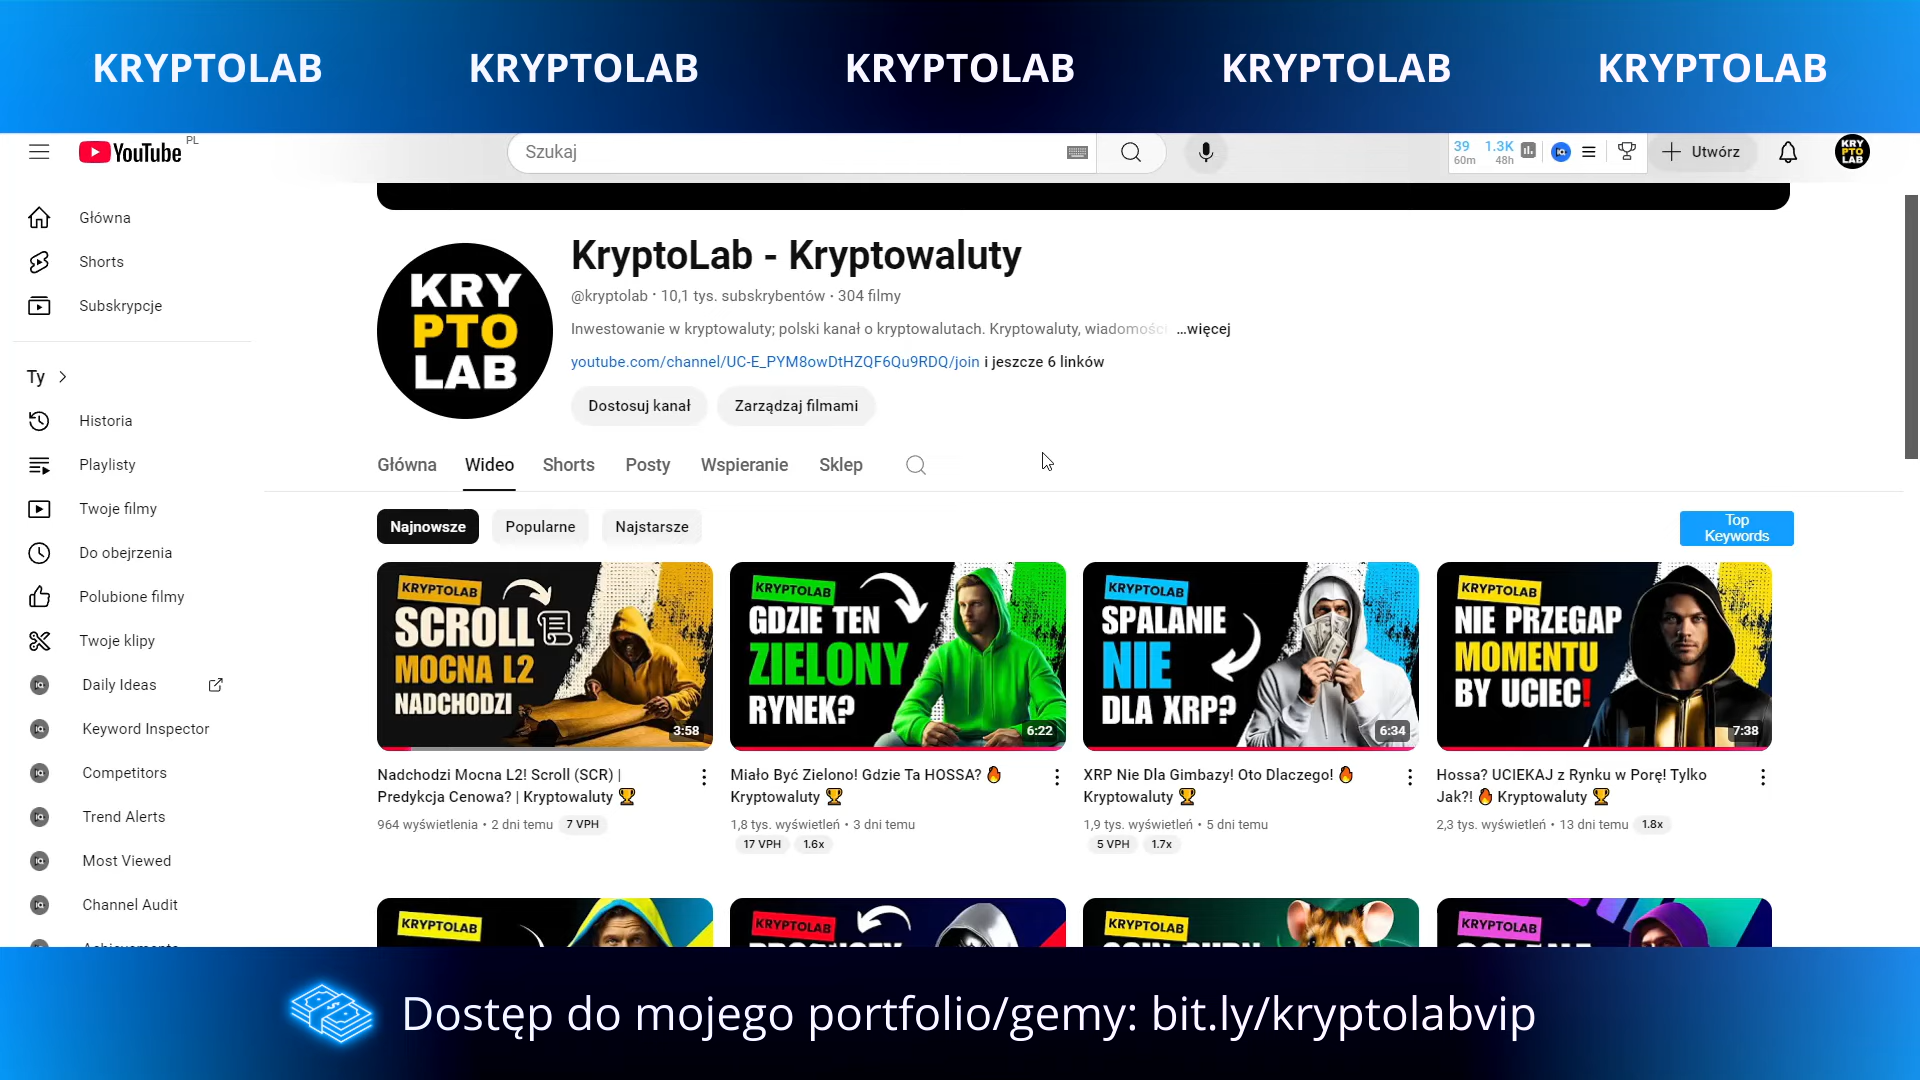 KRYPTOLAB KRYPTOLAB KRYPTOLAB KRYPTOLAB KRYPTOLAB
YouTube PL
Szukaj
39 1.3K
60m 48h
Utwórz
KRY
PTO
LAB
Główna
Shorts
Subskrypcje
Ty
Historia
Playlisty
Twoje filmy
Do obejrzenia
Polubione filmy
Twoje klipy
Daily Ideas
Keyword Inspector
Competitors
Trend Alerts
Most Viewed
Channel Audit
KRY
PTO
LAB
KryptoLab - Kryptowaluty
@kryptolab • 10,1 tys. subskrybentów • 304 filmy
Inwestowanie w kryptowaluty; polski kanał o kryptowalutach. Kryptowaluty, wiadomości ...więcej
youtube.com/channel/UC-E_PYM8owDtHZQF6Qu9RDQ/join i jeszcze 6 linków
Dostosuj kanał Zarządzaj filmami
Główna Wideo Shorts Posty Wspieranie Sklep
Najnowsze Popularne Najstarsze
Top
Keywords
KRYPTOLAB
SCROLL
MOCNA L2
NADCHODZI
3:58
Nadchodzi Mocna L2! Scroll (SCR) |
Predykcja Cenowa? | Kryptowaluty 🏆
964 wyświetlenia • 2 dni temu 7 VPH
KRYPTOLAB
GDZIE TEN
ZIELONY
RYNEK?
6:22
Miało Być Zielono! Gdzie Ta HOSSA? 🔥
Kryptowaluty 🏆
1,8 tys. wyświetleń • 3 dni temu
17 VPH 1.6x
KRYPTOLAB
SPALANIE
NIE
DLA XRP?
6:34
XRP Nie Dla Gimbazy! Oto Dlaczego! 🔥
Kryptowaluty 🏆
1,9 tys. wyświetleń • 5 dni temu
5 VPH 1.7x
KRYPTOLAB
NIE PRZEGAP
MOMENTU
BY UCIEC!
7:38
Hossa? UCIEKAJ z Rynku w Porę! Tylko
Jak?! 🔥 Kryptowaluty 🏆
2,3 tys. wyświetleń • 13 dni temu 1.8x
KRYPTOLAB
KRYPTOLAB
KRYPTOLAB
KRYPTOLAB
Dostęp do mojego portfolio/gemy: bit.ly/kryptolabvip